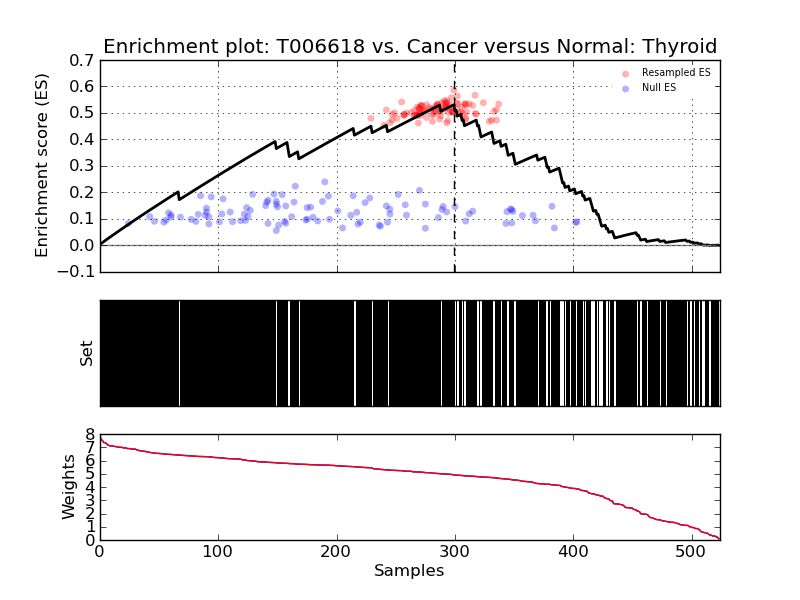 Enrichment plot: T006618 vs. Cancer versus Normal: Thyroid
Enrichment score (ES)
0.7
0.6
0.5
0.4
0.3
0.2
0.1
0.0
−0.1
Resampled ES
Null ES
Set
Weights
8
7
6
5
4
3
2
1
0
0 100 200 300 400 500
Samples